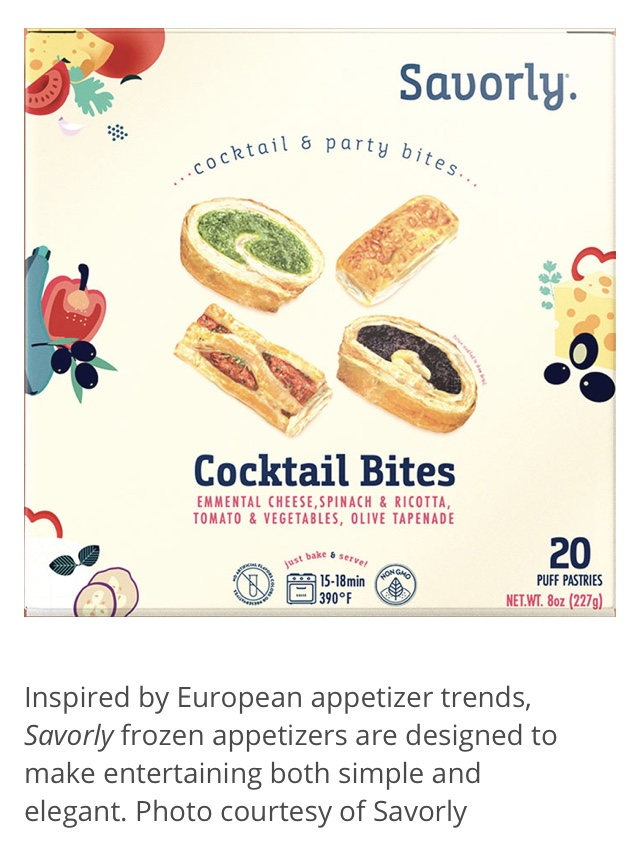 Savorly.
...cocktail & party bites...
Cocktail Bites
EMMENTAL CHEESE,SPINACH & RICOTTA,
TOMATO & VEGETABLES, OLIVE TAPENADE
just bake & serve!
15-18min
390°F
NON GMO
20
PUFF PASTRIES
NET.WT. 8oz (227g)
Inspired by European appetizer trends,
Savorly frozen appetizers are designed to
make entertaining both simple and
elegant. Photo courtesy of Savorly